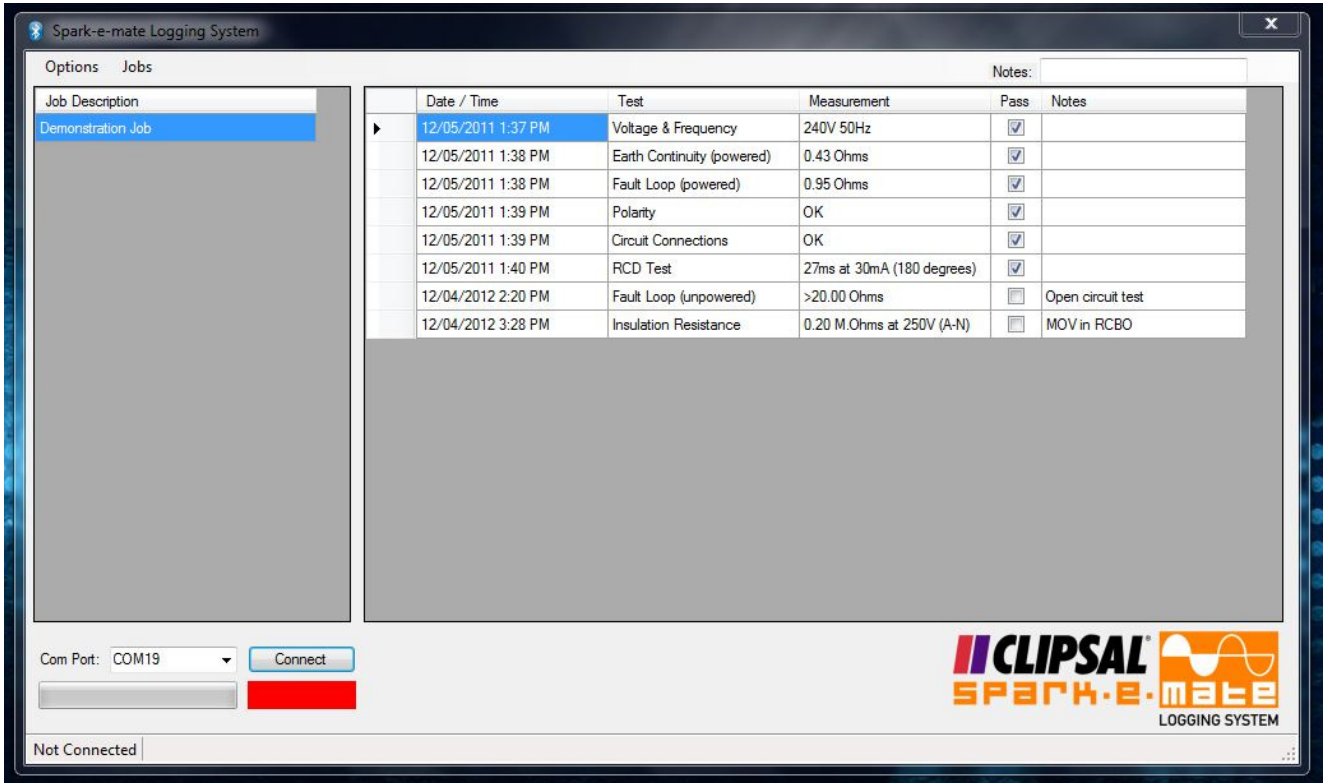 Spark-e-mate Logging System
x
Options Jobs
Notes:
Job Description
Demonstration Job
Date / Time Test Measurement Pass Notes
12/05/2011 1:37 PM Voltage & Frequency 240V 50Hz
12/05/2011 1:38 PM Earth Continuity (powered) 0.43 Ohms
12/05/2011 1:38 PM Fault Loop (powered) 0.95 Ohms
12/05/2011 1:39 PM Polarity OK
12/05/2011 1:39 PM Circuit Connections OK
12/05/2011 1:40 PM RCD Test 27ms at 30mA (180 degrees)
12/04/2012 2:20 PM Fault Loop (unpowered) >20.00 Ohms Open circuit test
12/04/2012 3:28 PM Insulation Resistance 0.20 M.Ohms at 250V (A-N) MOV in RCBO
Com Port: COM19 Connect
CLIPSAL®
SPARK·E·MATE
LOGGING SYSTEM
Not Connected